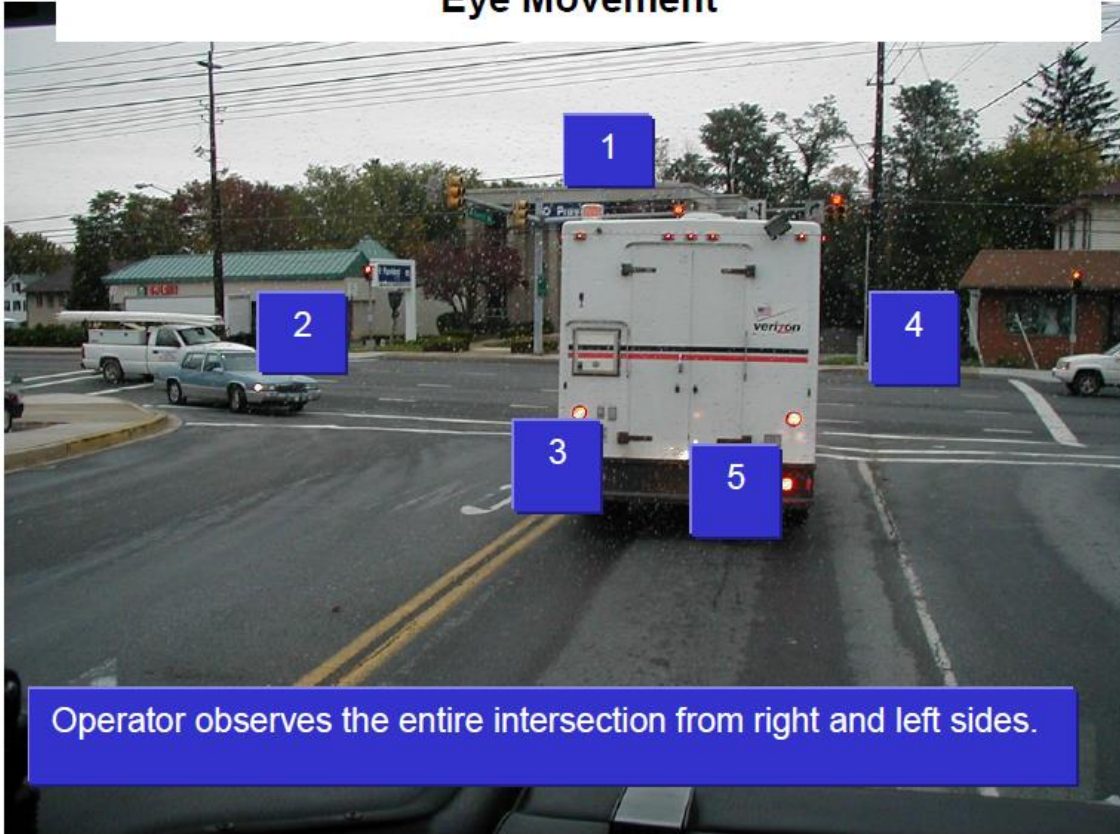 Eye Movement
1
2
4
verizon
3
5
Operator observes the entire intersection from right and left sides.